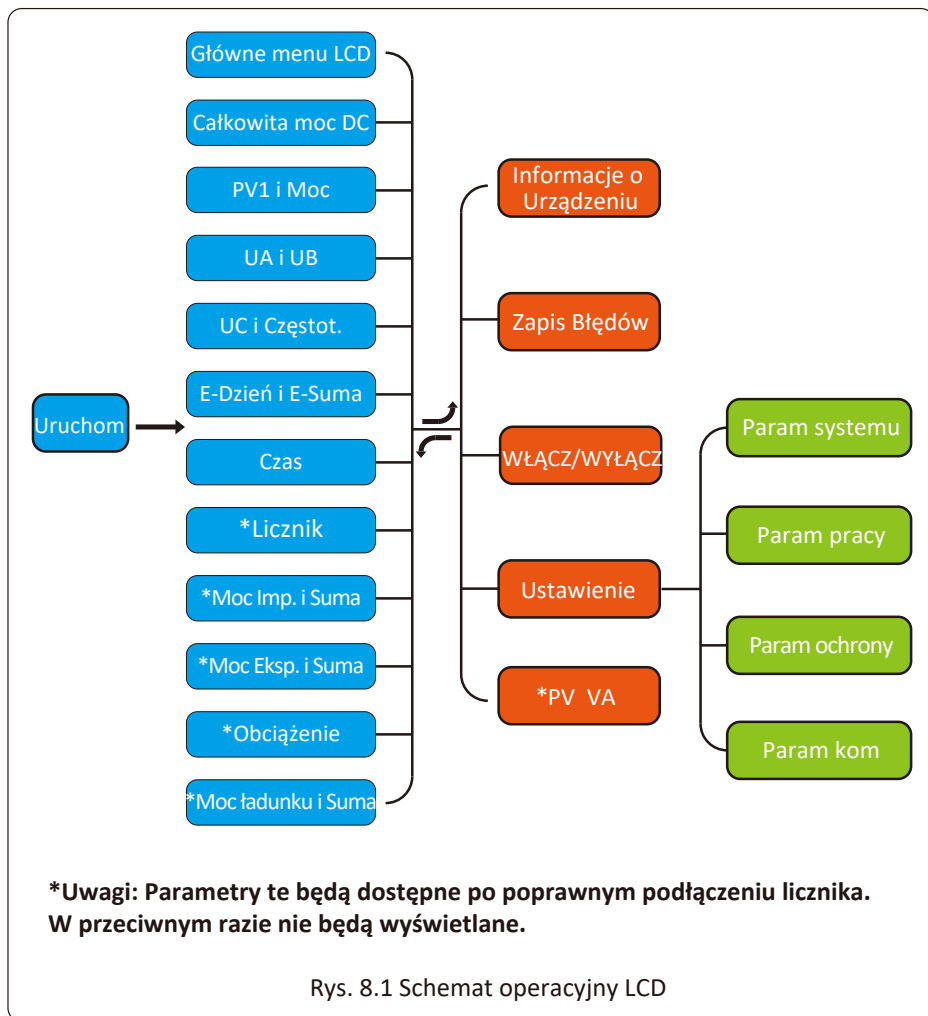 Uruchom
Główne menu LCD
Całkowita moc DC
PV1 i Moc
UA i UB
UC i Częstot.
E-Dzień i E-Suma
Czas
*Licznik
*Moc Imp. i Suma
*Moc Eksp. i Suma
*Obciążenie
*Moc ładunku i Suma
Informacje o
Urządzeniu
Zapis Błędów
WŁĄCZ/WYŁĄCZ
Ustawienie
*PV VA
Param systemu
Param pracy
Param ochrony
Param kom
*Uwagi: Parametry te będą dostępne po poprawnym podłączeniu licznika.
W przeciwnym razie nie będą wyświetlane.
Rys. 8.1 Schemat operacyjny LCD